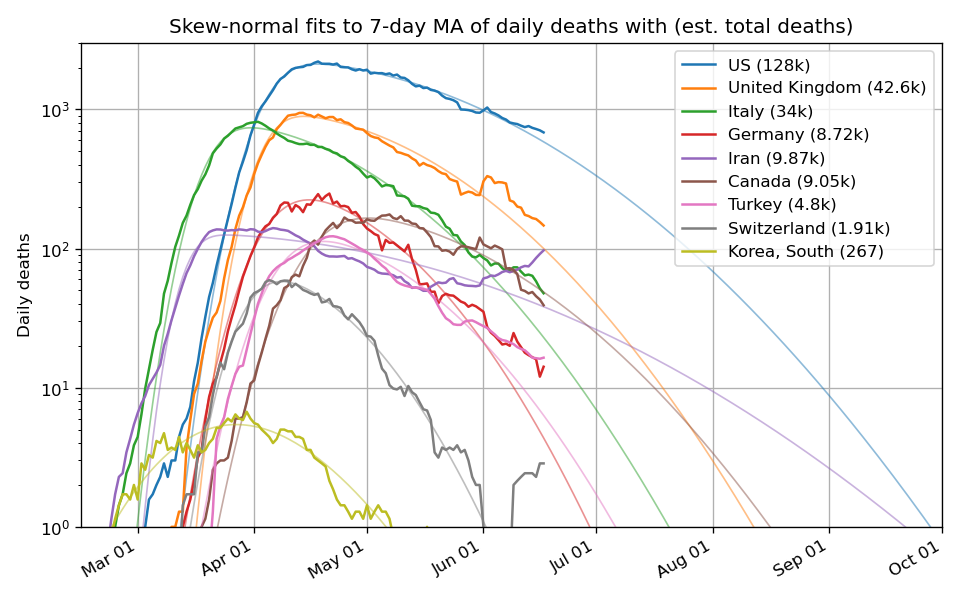 Skew-normal fits to 7-day MA of daily deaths with (est. total deaths)
US (128k)
United Kingdom (42.6k)
Italy (34k)
Germany (8.72k)
Iran (9.87k)
Canada (9.05k)
Turkey (4.8k)
Switzerland (1.91k)
Korea, South (267)
Daily deaths
10³
10²
10¹
10⁰
Mar 01
Apr 01
May 01
Jun 01
Jul 01
Aug 01
Sep 01
Oct 01